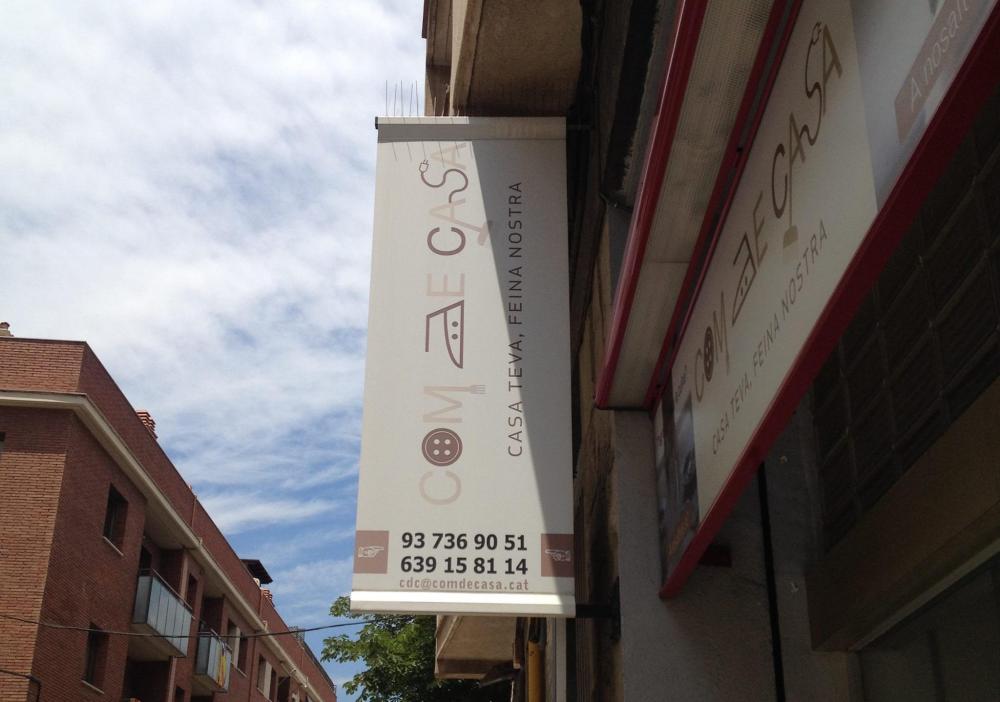 COM DE CASA
CASA TEVA, FEINA NOSTRA
93 736 90 51
639 15 81 14
cdc@comdecasa.cat
COM DE CASA
CASA TEVA, FEINA NOSTRA
A